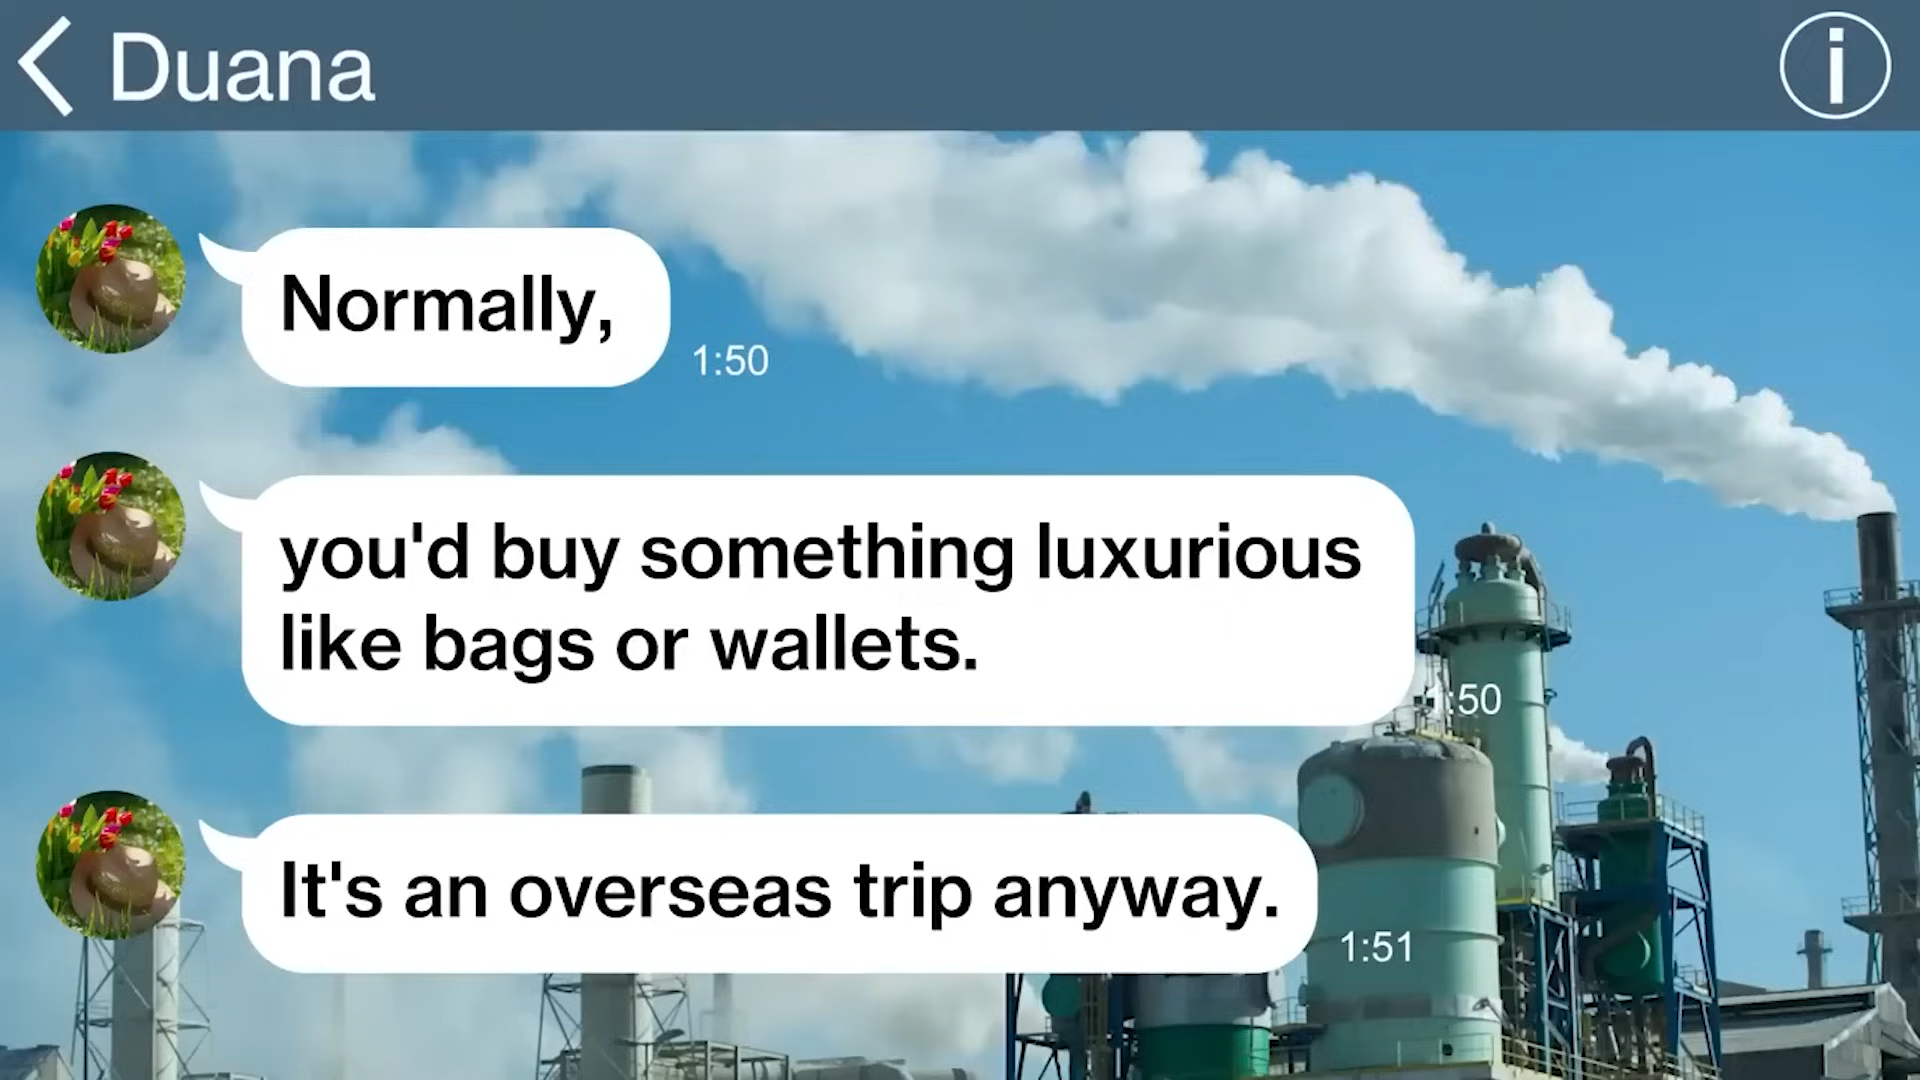 Duana
Normally,
1:50
you'd buy something luxurious
like bags or wallets.
1:50
It's an overseas trip anyway.
1:51